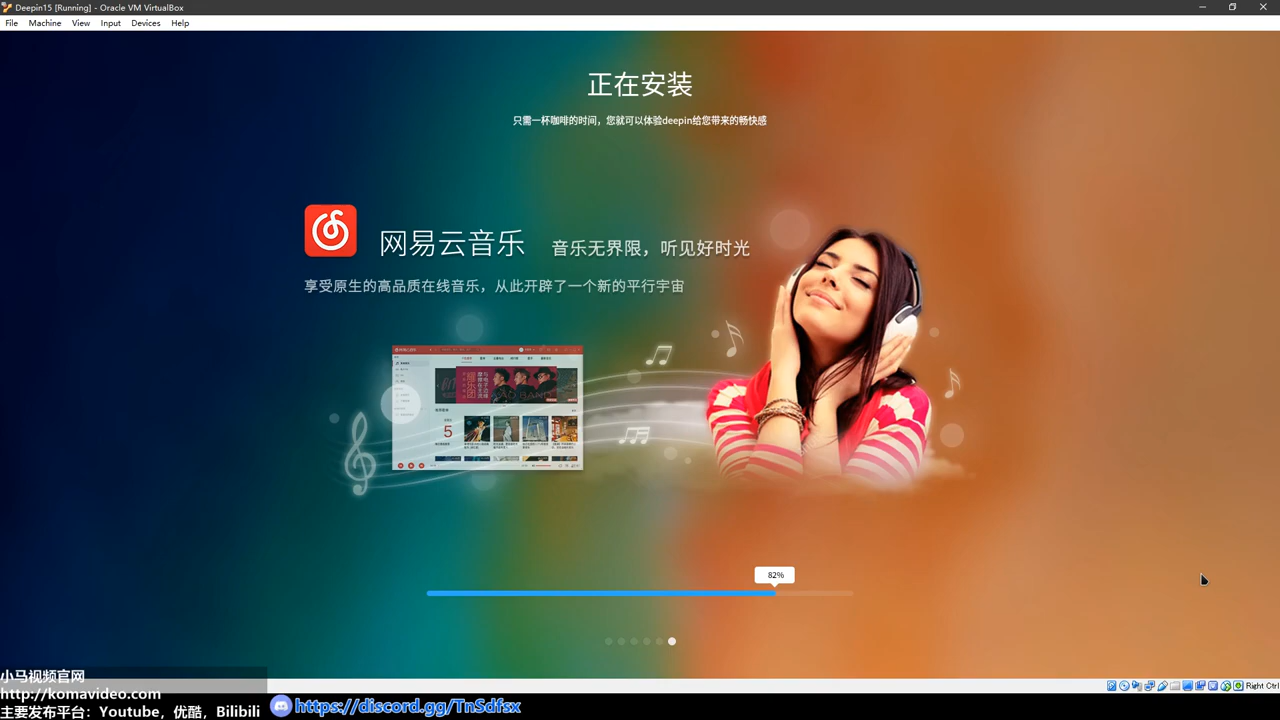 Deepin15 [Running] - Oracle VM VirtualBox
File Machine View Input Devices Help
正在安装
只需一杯咖啡的时间，您就可以体验deepin给您带来的畅快感
网易云音乐 音乐无界限，听见好时光
享受原生的高品质在线音乐，从此开辟了一个新的平行宇宙
5
82%
小马视频官网
http://komavideo.com
主要发布平台：Youtube，优酷，Bilibili
https://discord.gg/TnSdfsx
Right Ctrl